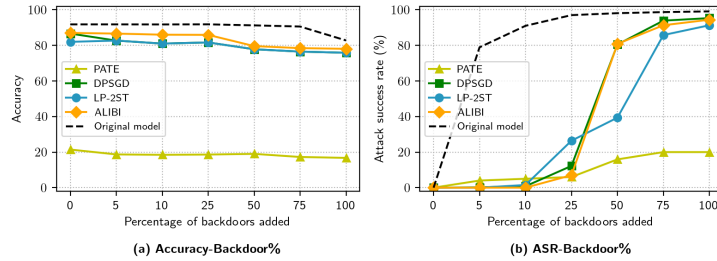 100
80
60
40
20
0
Accuracy
PATE
DPSGD
LP-2ST
ALIBI
Original model
0 5 10 25 50 75 100
Percentage of backdoors added
(a) Accuracy-Backdoor%
100
80
60
40
20
0
Attack success rate (%)
PATE
DPSGD
LP-2ST
ALIBI
Original model
0 5 10 25 50 75 100
Percentage of backdoors added
(b) ASR-Backdoor%